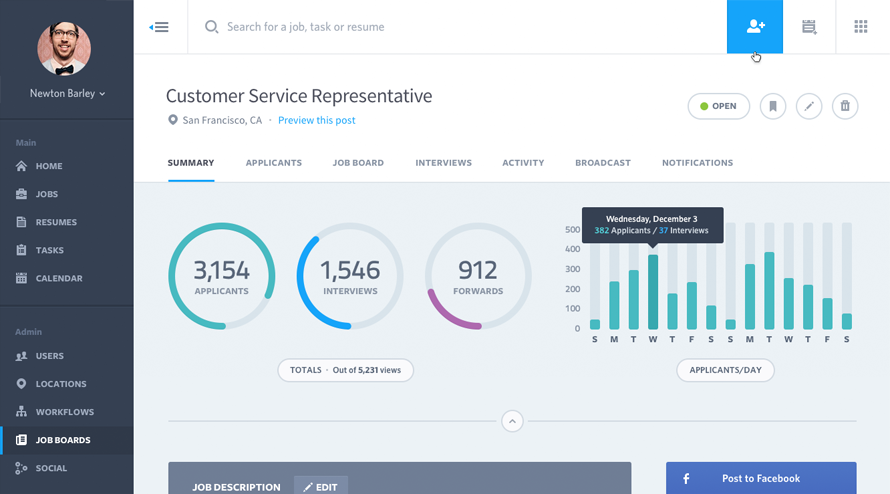 Newton Barley
Main
HOME
JOBS
RESUMES
TASKS
CALENDAR
Admin
USERS
LOCATIONS
WORKFLOWS
JOB BOARDS
SOCIAL
Search for a job, task or resume
Customer Service Representative
San Francisco, CA · Preview this post
OPEN
SUMMARY APPLICANTS JOB BOARD INTERVIEWS ACTIVITY BROADCAST NOTIFICATIONS
3,154
APPLICANTS
1,546
INTERVIEWS
912
FORWARDS
TOTALS · Out of 5,231 views
Wednesday, December 3
382 Applicants / 37 Interviews
500
400
300
200
100
0
S M T W T F S S M T W T F S
APPLICANTS/DAY
JOB DESCRIPTION EDIT
f Post to Facebook